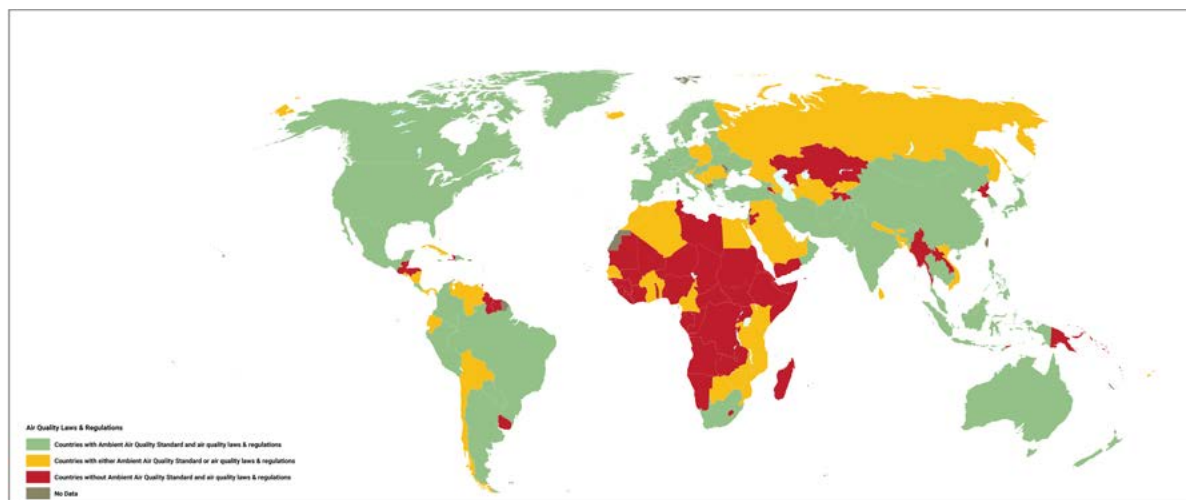 Air Quality Laws & Regulations
Countries with Ambient Air Quality Standard and air quality laws & regulations
Countries with either Ambient Air Quality Standard or air quality laws & regulations
Countries without Ambient Air Quality Standard and air quality laws & regulations
No Data